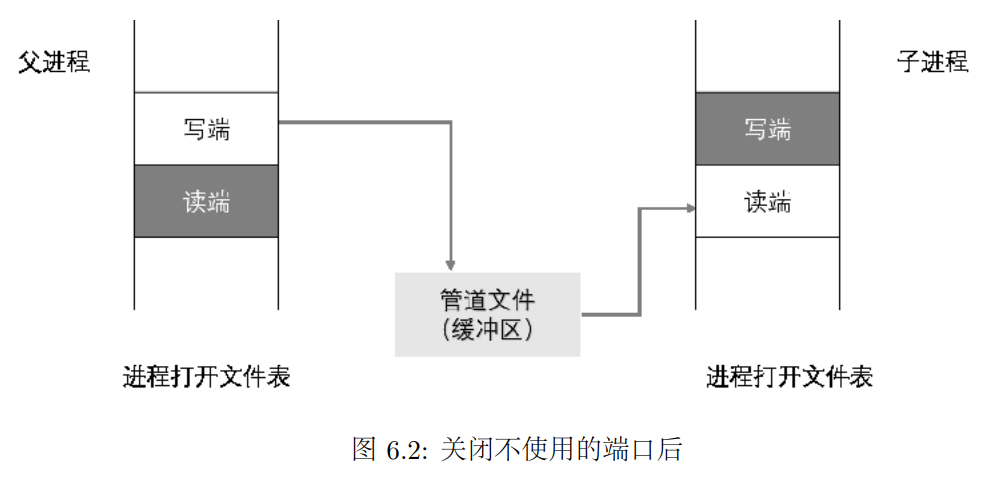 父进程
子进程
写端
写端
读端
读端
管道文件
(缓冲区)
进程打开文件表
进程打开文件表
图 6.2: 关闭不使用的端口后